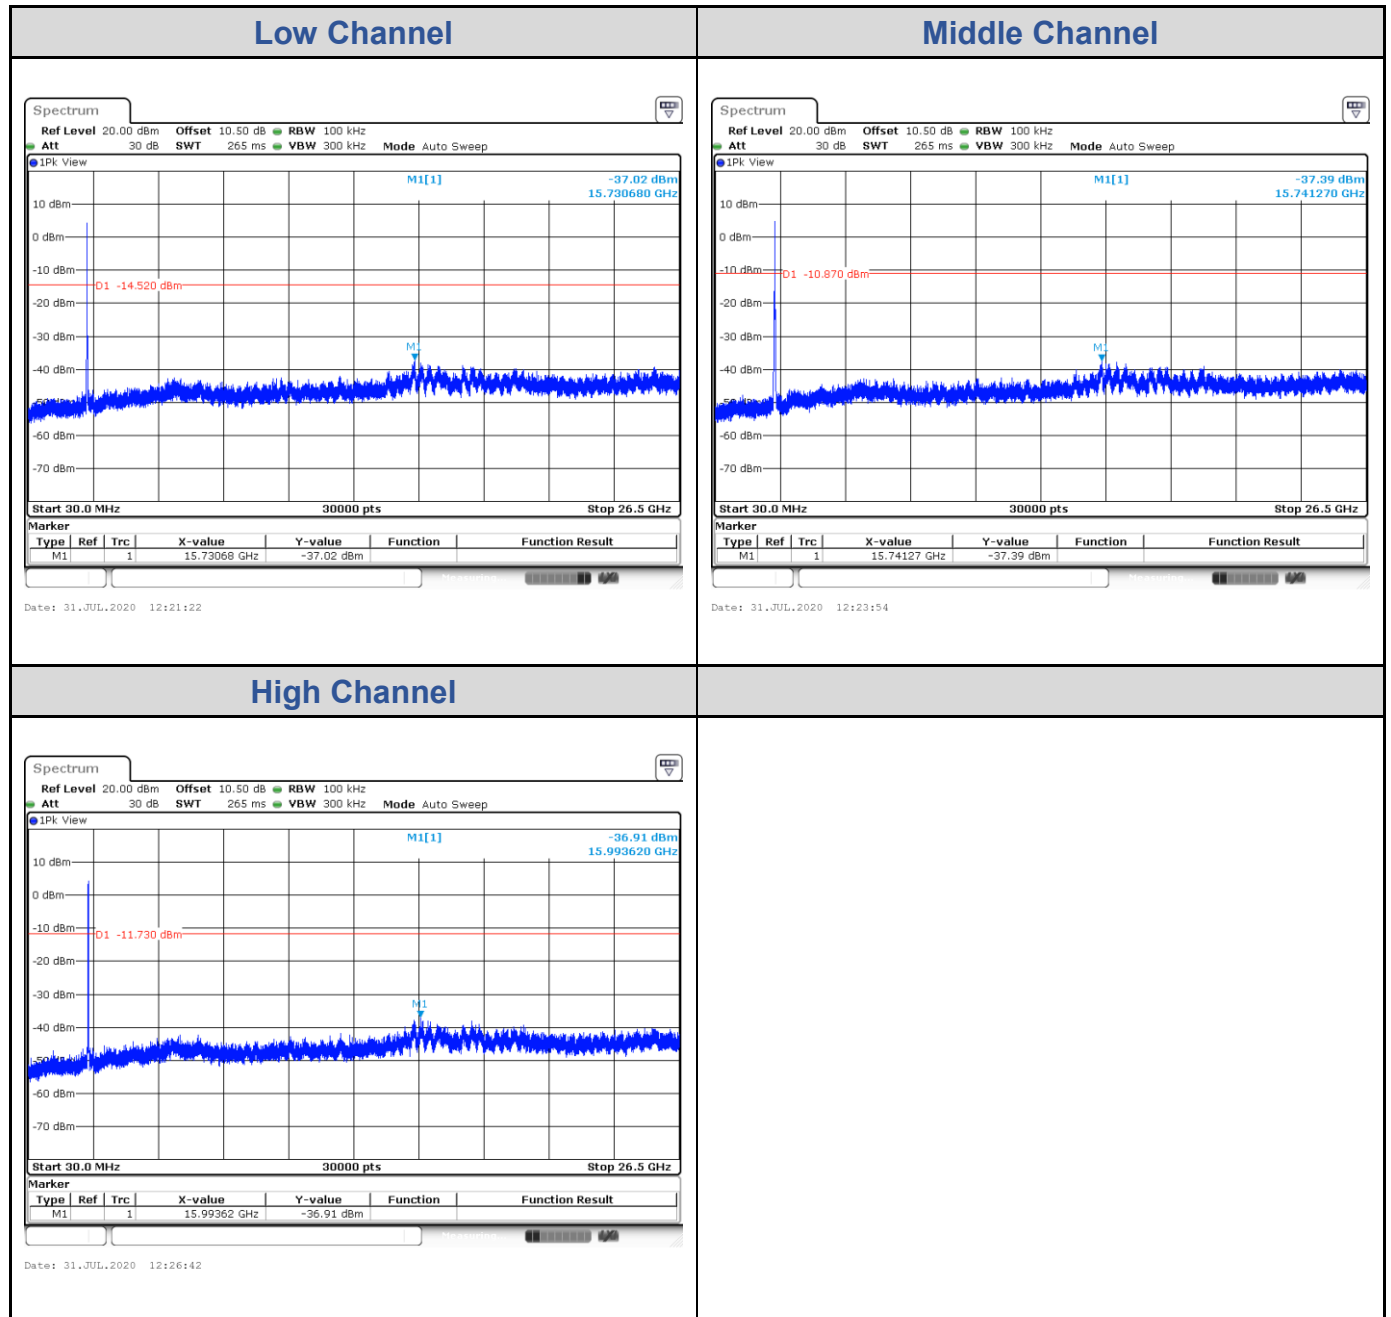 Low Channel
Middle Channel
Spectrum
Ref Level 20.00 dBm Offset 10.50 dB RBW 100 kHz
Att 30 dB SWT 265 ms VBW 300 kHz Mode Auto Sweep
1Pk View
M1[1] -37.02 dBm
15.730680 GHz
10 dBm
0 dBm
-10 dBm
D1 -14.520 dBm
-20 dBm
-30 dBm
M1
-40 dBm
-60 dBm
-70 dBm
Start 30.0 MHz 30000 pts Stop 26.5 GHz
Marker
Type Ref Trc X-value Y-value Function Function Result
M1 1 15.73068 GHz -37.02 dBm
Measuring
Date: 31.JUL.2020 12:21:22
Spectrum
Ref Level 20.00 dBm Offset 10.50 dB RBW 100 kHz
Att 30 dB SWT 265 ms VBW 300 kHz Mode Auto Sweep
1Pk View
M1[1] -37.39 dBm
15.741270 GHz
10 dBm
0 dBm
-10 dBm
D1 -10.870 dBm
-20 dBm
-30 dBm
M1
-40 dBm
-60 dBm
-70 dBm
Start 30.0 MHz 30000 pts Stop 26.5 GHz
Marker
Type Ref Trc X-value Y-value Function Function Result
M1 1 15.74127 GHz -37.39 dBm
Measuring
Date: 31.JUL.2020 12:23:54
High Channel
Spectrum
Ref Level 20.00 dBm Offset 10.50 dB RBW 100 kHz
Att 30 dB SWT 265 ms VBW 300 kHz Mode Auto Sweep
1Pk View
M1[1] -36.91 dBm
15.993620 GHz
10 dBm
0 dBm
-10 dBm
D1 -11.730 dBm
-20 dBm
-30 dBm
M1
-40 dBm
-60 dBm
-70 dBm
Start 30.0 MHz 30000 pts Stop 26.5 GHz
Marker
Type Ref Trc X-value Y-value Function Function Result
M1 1 15.99362 GHz -36.91 dBm
Measuring
Date: 31.JUL.2020 12:26:42